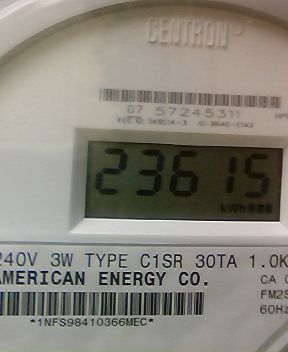 CENTRON
07 57245311
23615
kWh
240V 3W TYPE C1SR 30TA 1.0K
AMERICAN ENERGY CO.
CA
FM2S
60Hz
*1NFS98410366MEC*